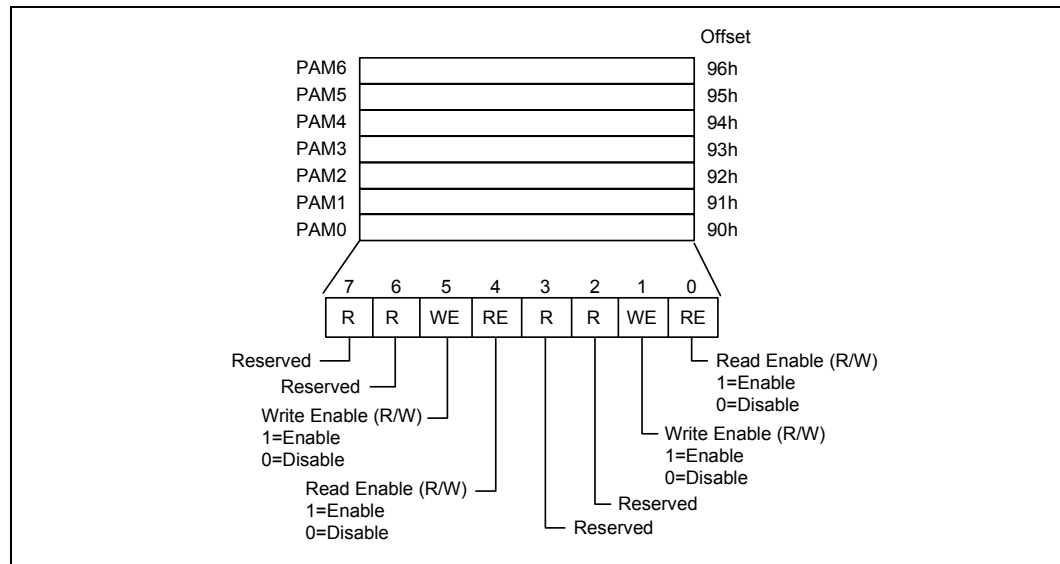 Offset
PAM6 96h
PAM5 95h
PAM4 94h
PAM3 93h
PAM2 92h
PAM1 91h
PAM0 90h
7 6 5 4 3 2 1 0
R R WE RE R R WE RE
Reserved
Reserved
Write Enable (R/W)
1=Enable
0=Disable
Read Enable (R/W)
1=Enable
0=Disable
Reserved
Reserved
Write Enable (R/W)
1=Enable
0=Disable
Read Enable (R/W)
1=Enable
0=Disable